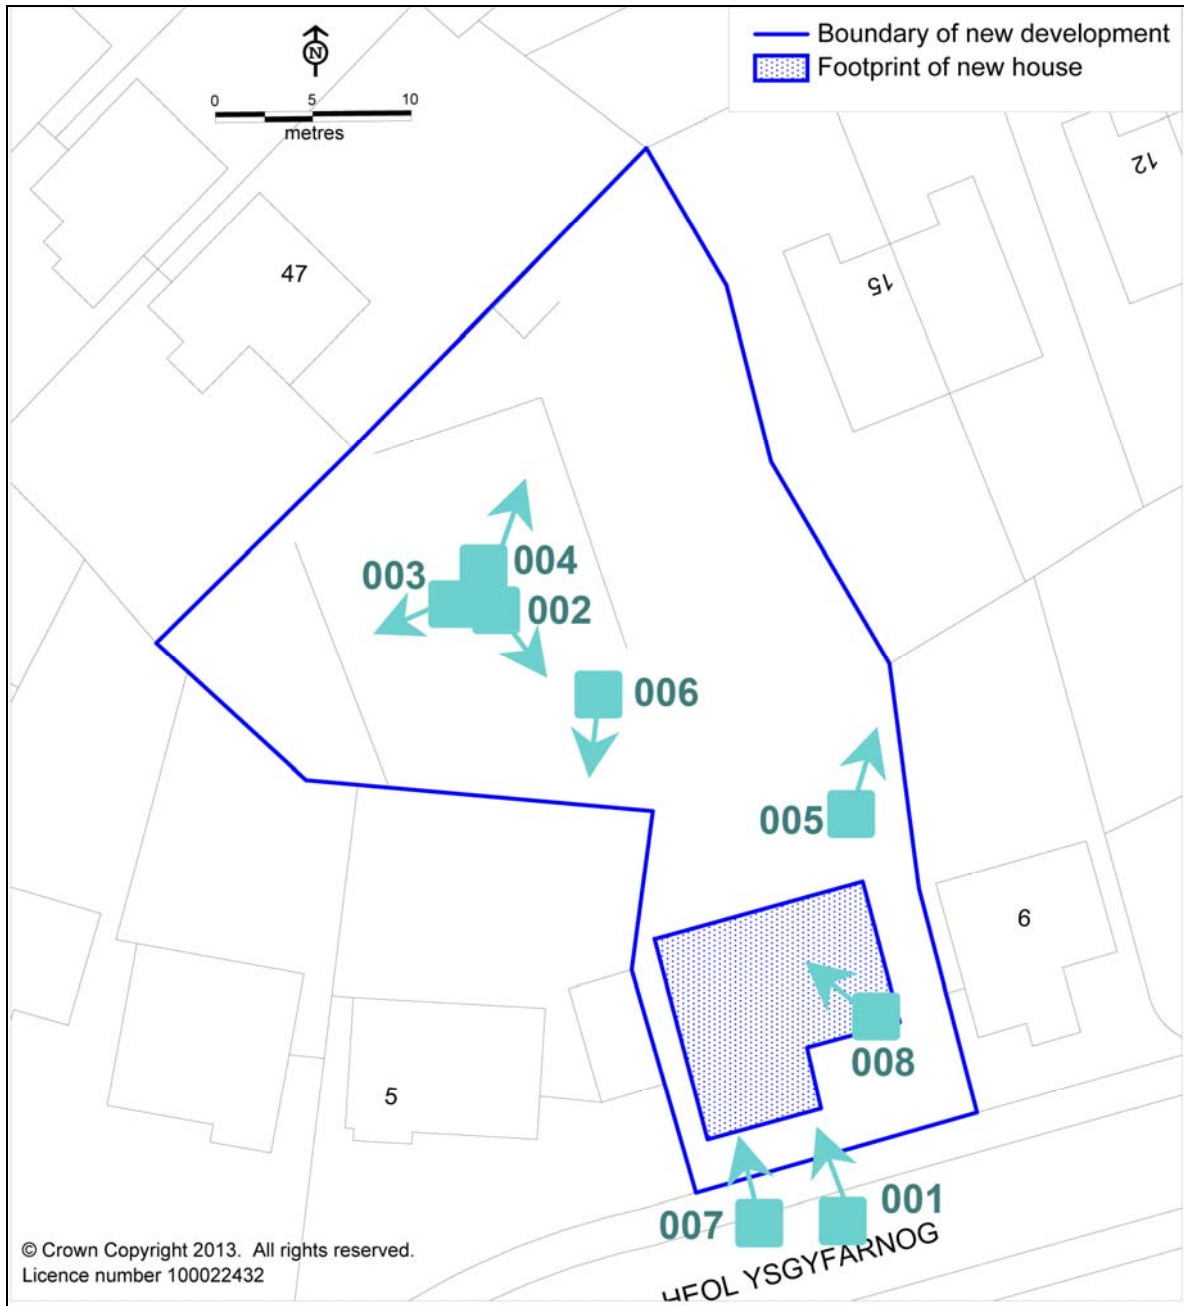 Boundary of new development
Footprint of new house
N
0 5 10
metres
12
15
47
004
003
002
006
005
6
008
5
001
007
HEOL YSGYFARNOG
© Crown Copyright 2013. All rights reserved.
Licence number 100022432